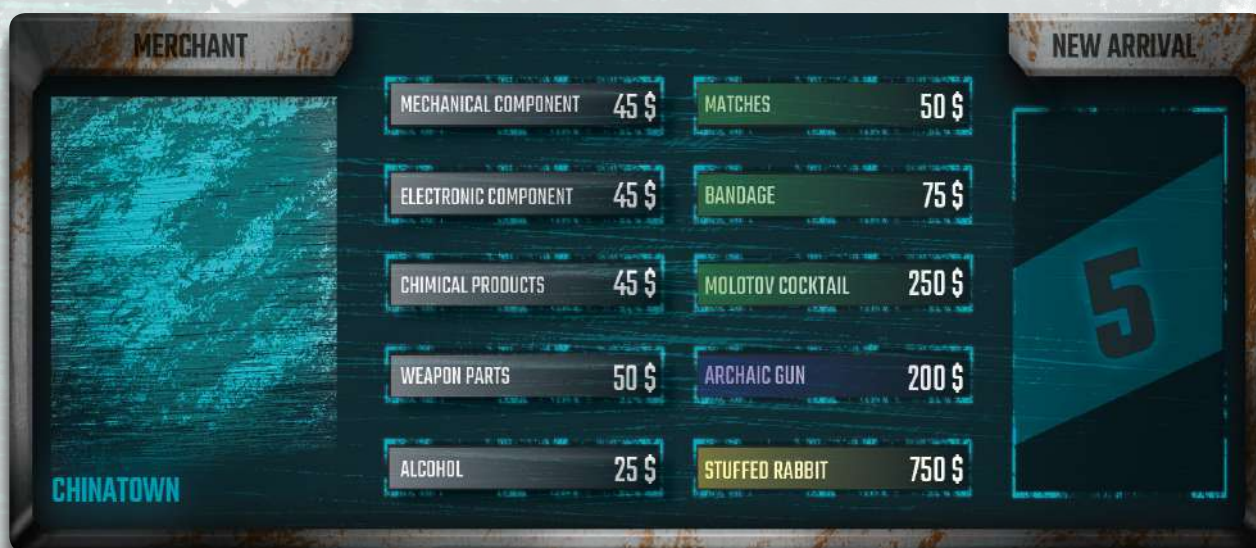 MERCHANT
NEW ARRIVAL
MECHANICAL COMPONENT 45 $
MATCHES 50 $
ELECTRONIC COMPONENT 45 $
BANDAGE 75 $
CHIMICAL PRODUCTS 45 $
MOLOTOV COCKTAIL 250 $
WEAPON PARTS 50 $
ARCHAIC GUN 200 $
ALCOHOL 25 $
STUFFED RABBIT 750 $
5
CHINATOWN